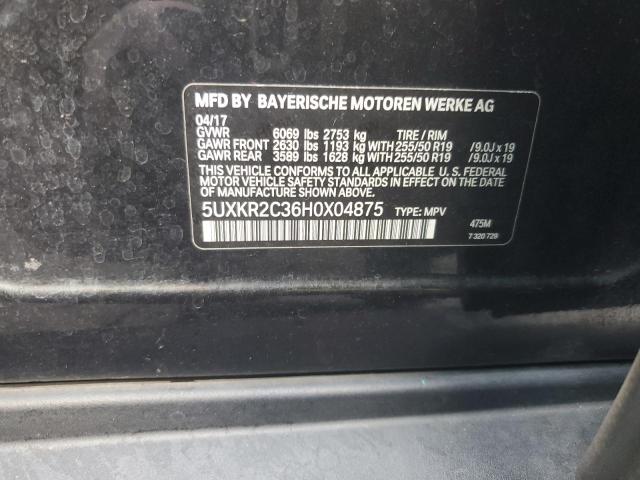 MFD BY BAYERISCHE MOTOREN WERKE AG
04/17
GVWR 6069 lbs 2753 kg TIRE / RIM
GAWR FRONT 2630 lbs 1193 kg WITH 255/50 R19 /9.0J x 19
GAWR REAR 3589 lbs 1628 kg WITH 255/50 R19 /9.0J x 19
THIS VEHICLE CONFORMS TO ALL APPLICABLE U. S. FEDERAL
MOTOR VEHICLE SAFETY STANDARDS IN EFFECT ON THE DATE
OF MANUFACTURE SHOWN ABOVE.
5UXKR2C36H0X04875 TYPE: MPV
475M
7 320 729